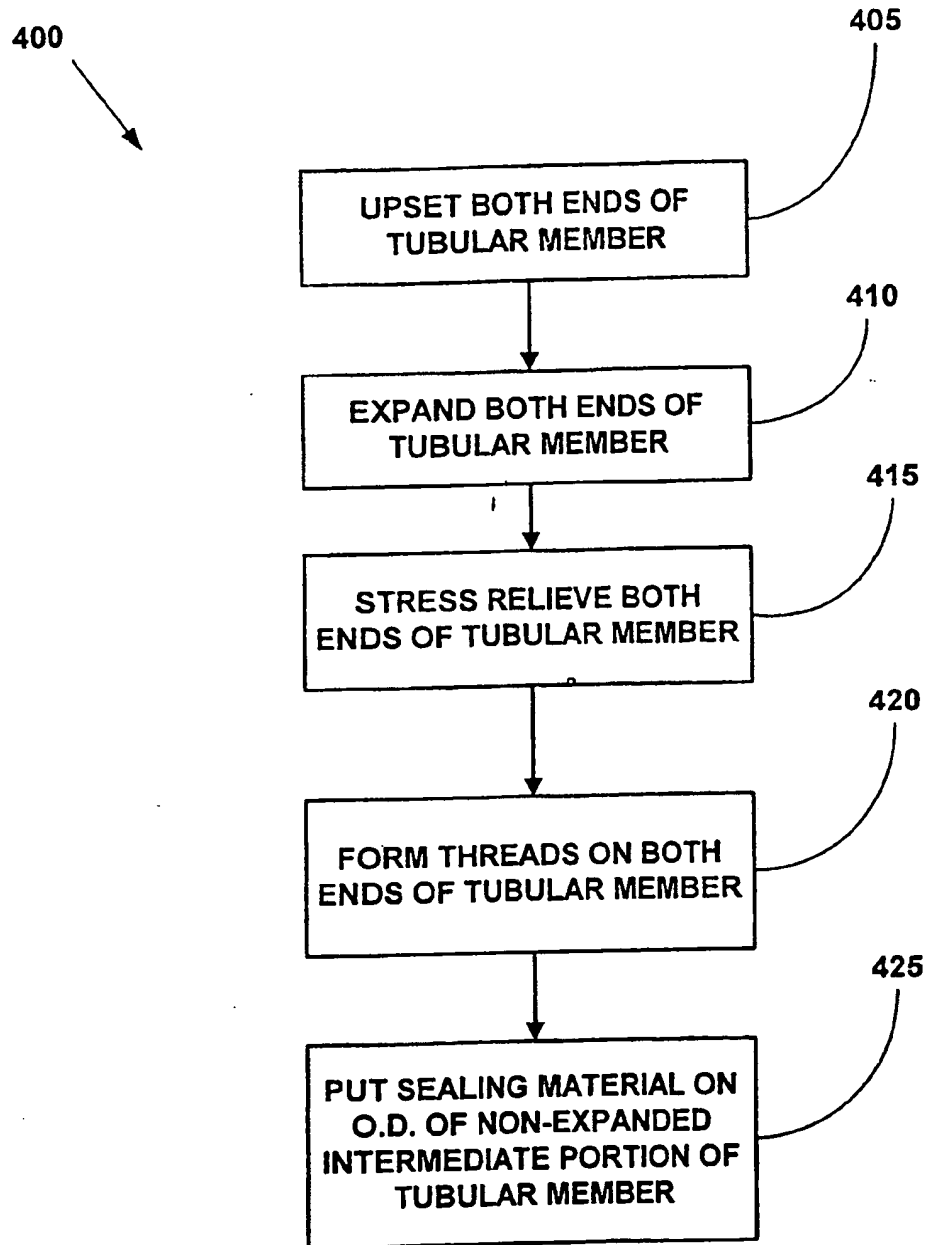 400
405
UPSET BOTH ENDS OF
TUBULAR MEMBER
410
EXPAND BOTH ENDS OF
TUBULAR MEMBER
415
STRESS RELIEVE BOTH
ENDS OF TUBULAR MEMBER
420
FORM THREADS ON BOTH
ENDS OF TUBULAR MEMBER
425
PUT SEALING MATERIAL ON
O.D. OF NON-EXPANDED
INTERMEDIATE PORTION OF
TUBULAR MEMBER